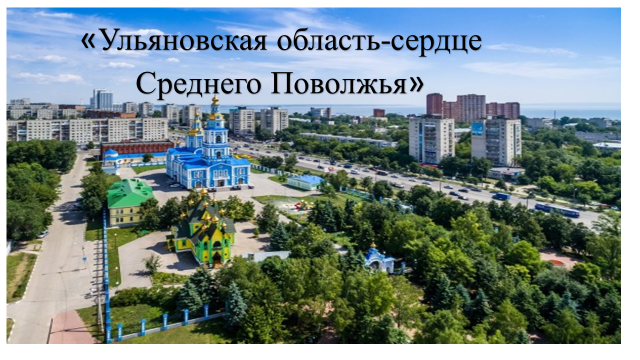 «Ульяновская область-сердце
Среднего Поволжья»